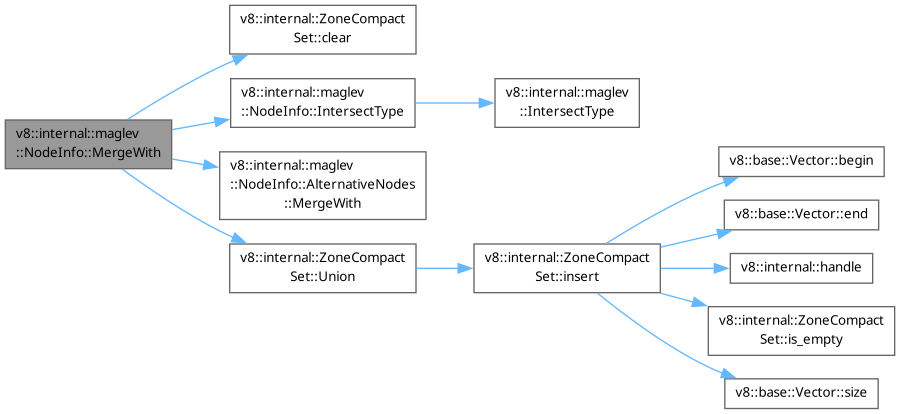 v8::internal::maglev
::NodeInfo::MergeWith
v8::internal::ZoneCompact
Set::clear
v8::internal::maglev
::NodeInfo::IntersectType
v8::internal::maglev
::NodeInfo::AlternativeNodes
::MergeWith
v8::internal::ZoneCompact
Set::Union
v8::internal::maglev
::IntersectType
v8::internal::ZoneCompact
Set::insert
v8::base::Vector::begin
v8::base::Vector::end
v8::internal::handle
v8::internal::ZoneCompact
Set::is_empty
v8::base::Vector::size